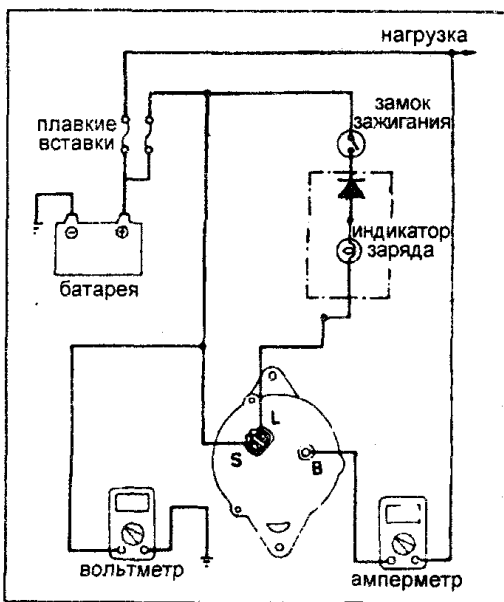 нагрузка
замок
зажигания
плавкие
вставки
индикатор
заряда
батарея
L
S
B
вольтметр
амперметр